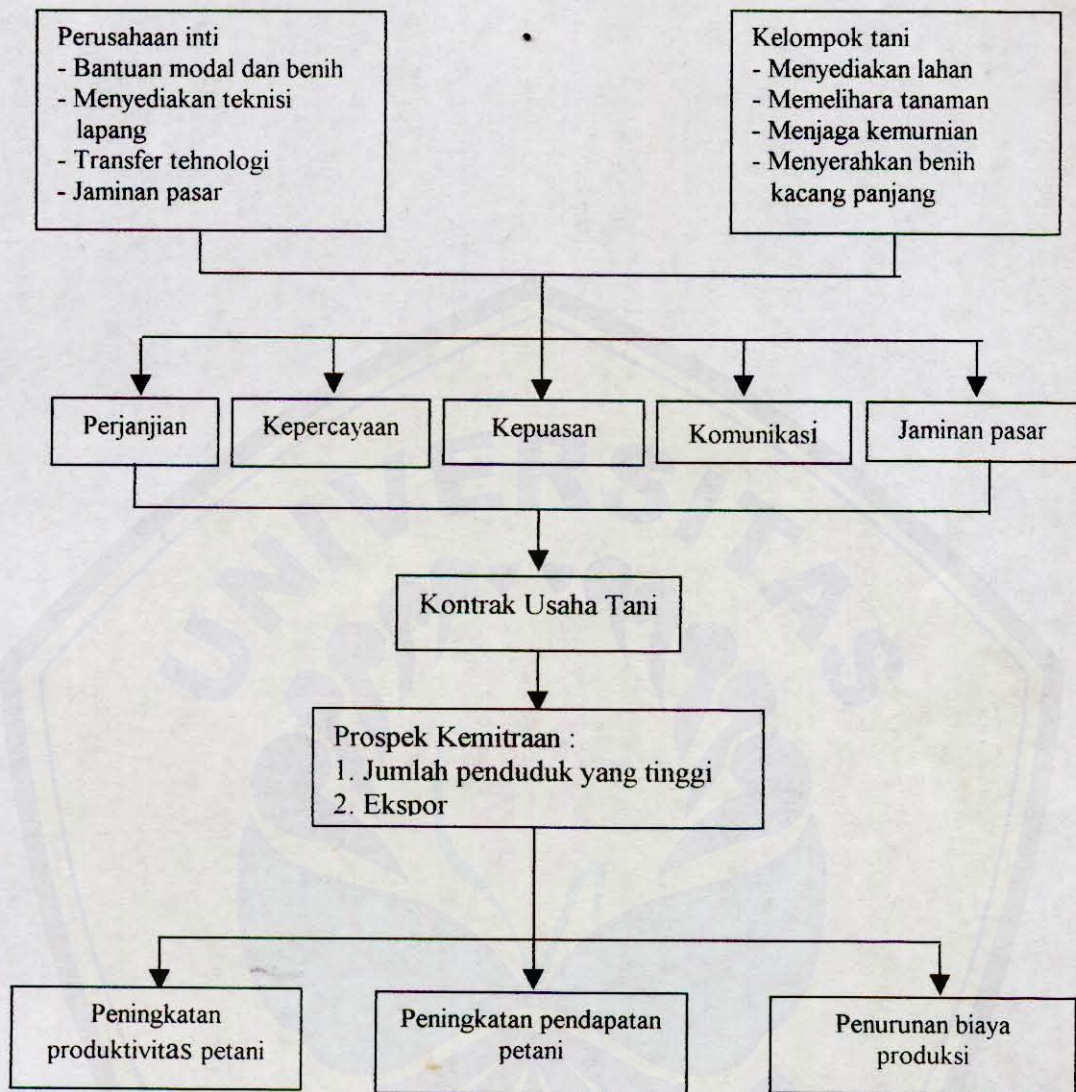 Perusahaan inti
- Bantuan modal dan benih
- Menyediakan teknisi
lapang
- Transfer tehnologi
- Jaminan pasar
Kelompok tani
- Menyediakan lahan
- Memelihara tanaman
- Menjaga kemurnian
- Menyerahkan benih
kacang panjang
Perjanjian
Kepercayaan
Kepuasan
Komunikasi
Jaminan pasar
UNIVERSITAS
Kontrak Usaha Tani
Prospek Kemitraan :
1. Jumlah penduduk yang tinggi
2. Ekspor
Peningkatan
produktivitas petani
Peningkatan pendapatan
petani
Penurunan biaya
produksi